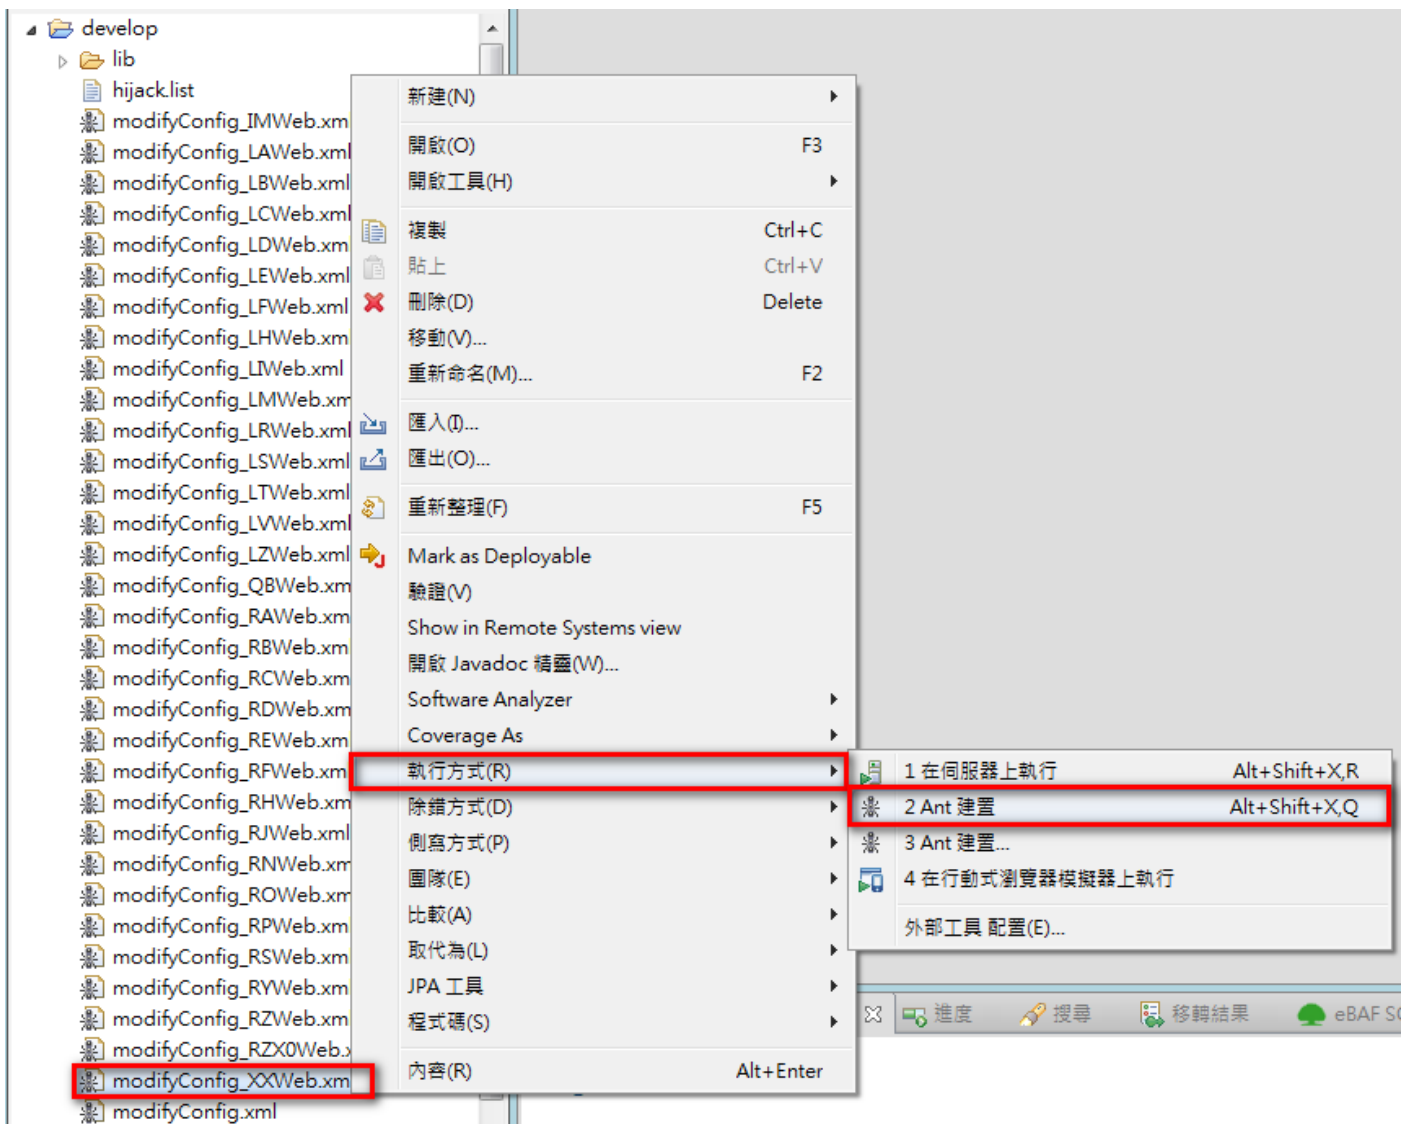 develop
lib
hijack.list
modifyConfig_IMWeb.xm
modifyConfig_LAWeb.xml
modifyConfig_LBWeb.xml
modifyConfig_LCWeb.xml
modifyConfig_LDWeb.xm
modifyConfig_LEWeb.xml
modifyConfig_LFWeb.xml
modifyConfig_LHWeb.xm
modifyConfig_LIWeb.xml
modifyConfig_LMWeb.xm
modifyConfig_LRWeb.xml
modifyConfig_LSWeb.xml
modifyConfig_LTWeb.xml
modifyConfig_LVWeb.xml
modifyConfig_LZWeb.xml
modifyConfig_QBWeb.xm
modifyConfig_RAWeb.xm
modifyConfig_RBWeb.xm
modifyConfig_RCWeb.xm
modifyConfig_RDWeb.xm
modifyConfig_REWeb.xm
modifyConfig_RFWeb.xm
modifyConfig_RHWeb.xm
modifyConfig_RJWeb.xml
modifyConfig_RNWeb.xm
modifyConfig_ROWeb.xm
modifyConfig_RPWeb.xm
modifyConfig_RSWeb.xm
modifyConfig_RYWeb.xm
modifyConfig_RZWeb.xm
modifyConfig_RZX0Web.x
modifyConfig_XXWeb.xm
modifyConfig.xml
新建(N)
開啟(O) F3
開啟工具(H)
複製 Ctrl+C
貼上 Ctrl+V
刪除(D) Delete
移動(V)...
重新命名(M)... F2
匯入(I)...
匯出(O)...
重新整理(F) F5
Mark as Deployable
驗證(V)
Show in Remote Systems view
開啟 Javadoc 精靈(W)...
Software Analyzer
Coverage As
執行方式(R)
除錯方式(D)
側寫方式(P)
團隊(E)
比較(A)
取代為(L)
JPA 工具
程式碼(S)
內容(R) Alt+Enter
1 在伺服器上執行 Alt+Shift+X,R
2 Ant 建置 Alt+Shift+X,Q
3 Ant 建置...
4 在行動式瀏覽器模擬器上執行
外部工具 配置(E)...
進度 搜尋 移轉結果 eBAF SC